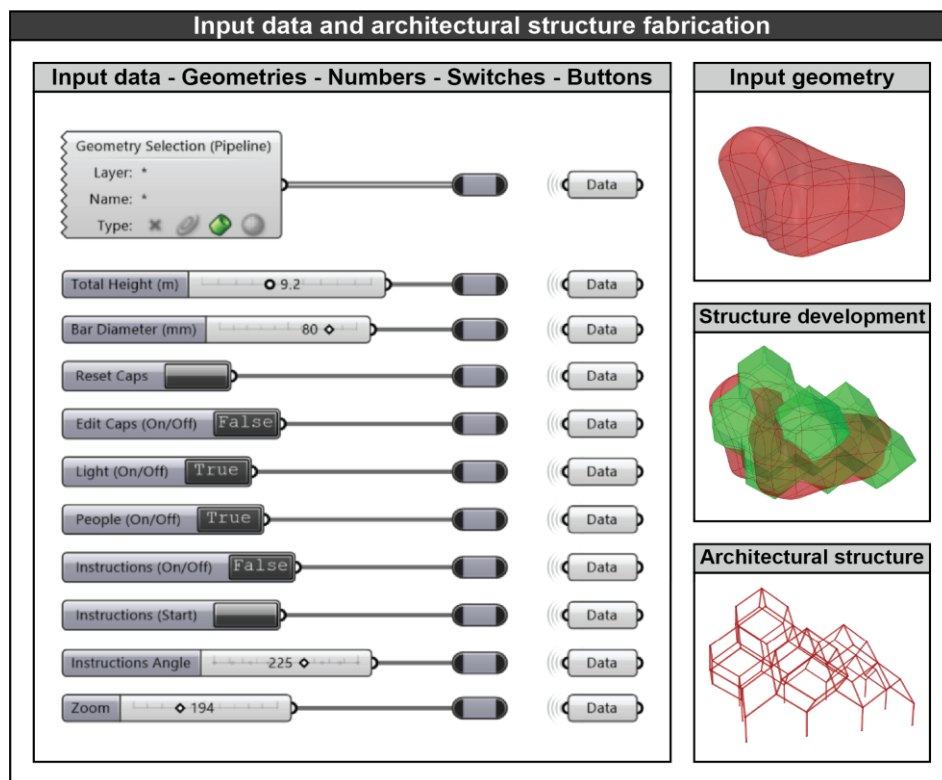 Input data and architectural structure fabrication
Input data - Geometries - Numbers - Switches - Buttons
Geometry Selection (Pipeline)
Layer: *
Name: *
Type:
Data
Total Height (m) 9.2
Data
Bar Diameter (mm) 80
Data
Reset Caps
Data
Edit Caps (On/Off) False
Data
Light (On/Off) True
Data
People (On/Off) True
Data
Instructions (On/Off) False
Data
Instructions (Start)
Data
Instructions Angle 225
Data
Zoom 194
Data
Input geometry
Structure development
Architectural structure